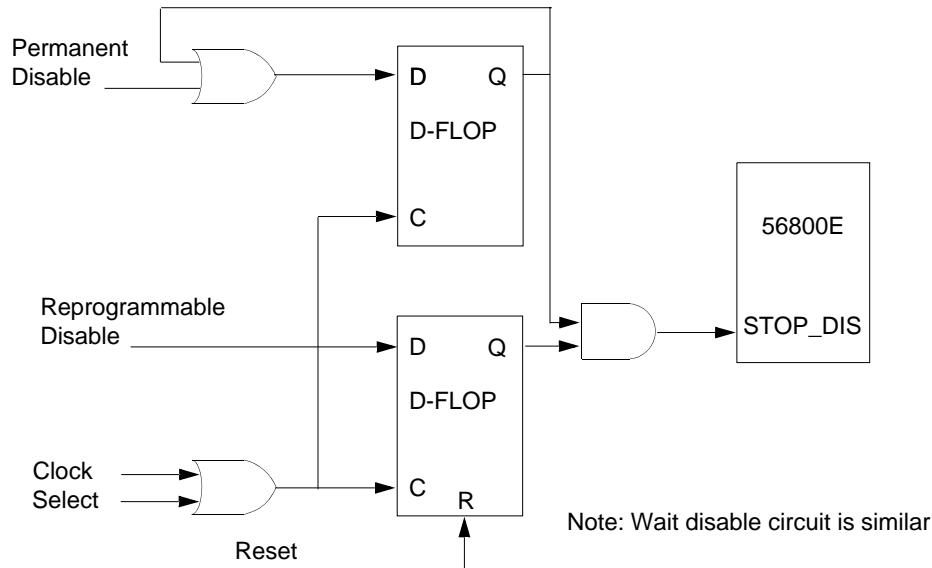 Permanent
Disable
D Q
D-FLOP
C
56800E
STOP_DIS
Reprogrammable
Disable
D Q
D-FLOP
C
R
Clock
Select
Reset
Note: Wait disable circuit is similar